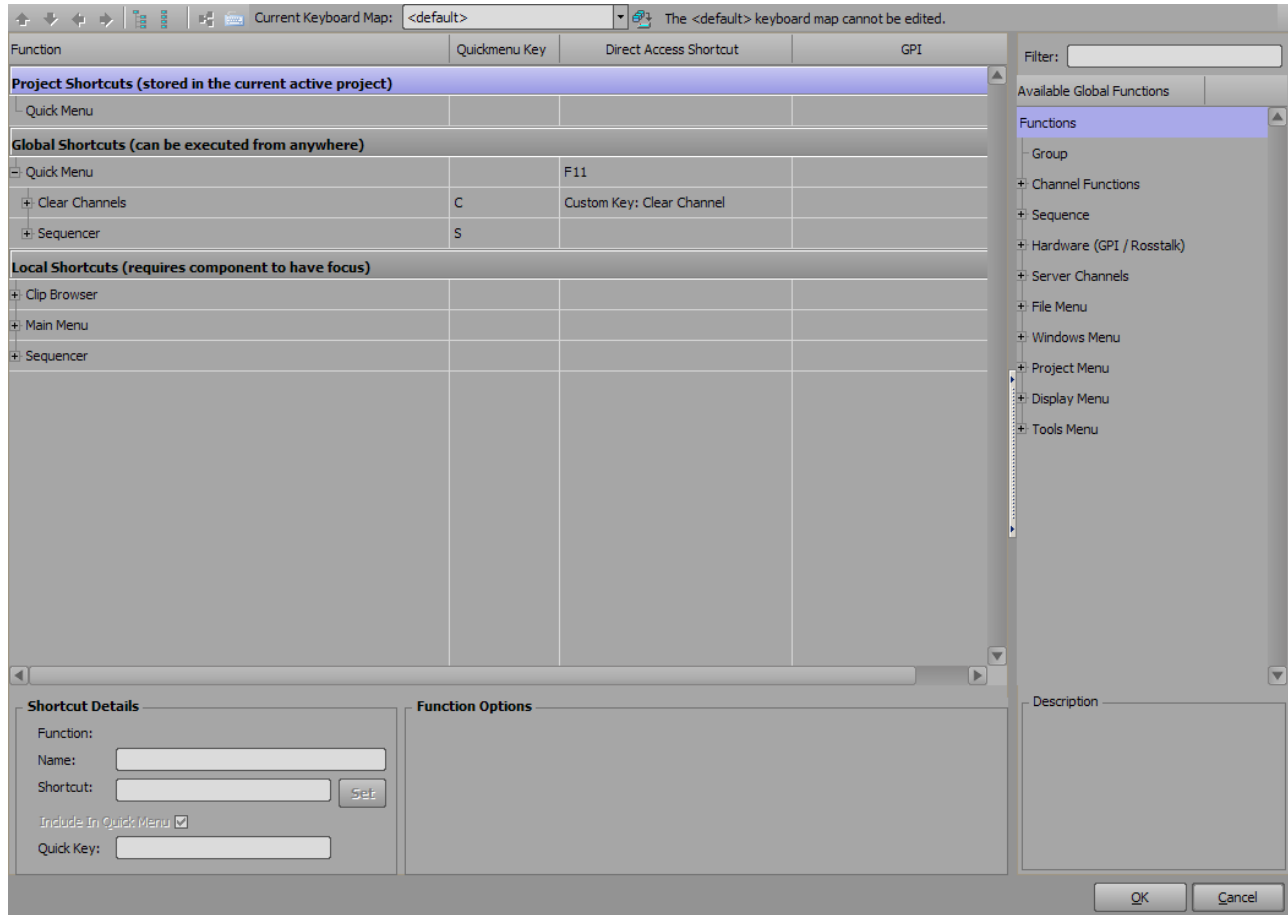 Current Keyboard Map: <default> The <default> keyboard map cannot be edited.
Function Quickmenu Key Direct Access Shortcut GPI
Project Shortcuts (stored in the current active project)
Quick Menu
Global Shortcuts (can be executed from anywhere)
Quick Menu F11
Clear Channels C Custom Key: Clear Channel
Sequencer S
Local Shortcuts (requires component to have focus)
Clip Browser
Main Menu
Sequencer
Filter:
Available Global Functions
Functions
Group
Channel Functions
Sequence
Hardware (GPI / Rosstalk)
Server Channels
File Menu
Windows Menu
Project Menu
Display Menu
Tools Menu
Shortcut Details
Function:
Name:
Shortcut: Set
Include In Quick Menu
Quick Key:
Function Options
Description
OK Cancel